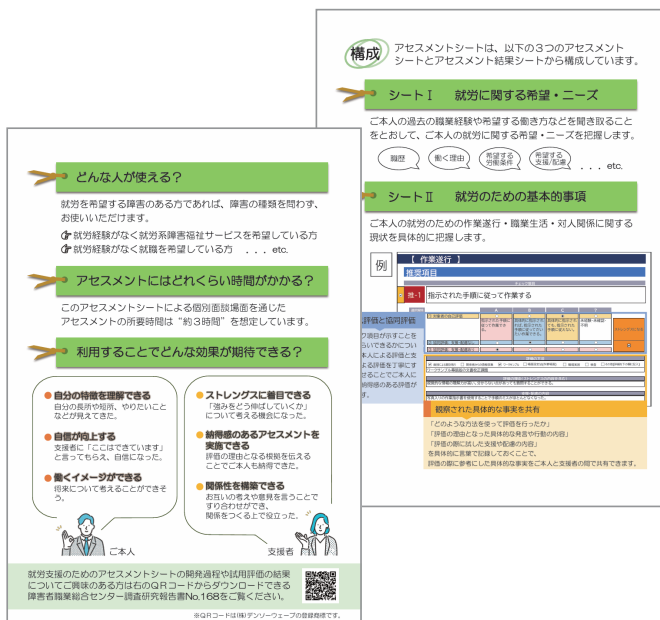 構成
アセスメントシートは、以下の３つのアセスメント
シートとアセスメント結果シートから構成しています。
シートⅠ　就労に関する希望・ニーズ
ご本人の過去の職業経験や希望する働き方などを聞き取ること
をとおして、ご本人の就労に関する希望・ニーズを把握します。
職歴
働く理由
希望する
労働条件
希望する
支援/配慮
. . . etc.
シートⅡ　就労のための基本的事項
ご本人の就労のための作業遂行・職業生活・対人関係に関する
現状を具体的に把握します。
例
【 作業遂行 】
推奨項目
推-1
指示された手順に従って作業する
評価と協同評価
観察された具体的な事実を共有
「どのような方法を使って評価を行ったか」
「評価の理由となった具体的な発言や行動の内容」
「評価の際に試した支援や配慮の内容」
を具体的に言葉で記録しておくことで、
評価の際に参考にした具体的な事実をご本人と支援者の間で共有できます。
どんな人が使える？
就労を希望する障害のある方であれば、障害の種類を問わず、
お使いいただけます。
就労経験がなく就労系障害福祉サービスを希望している方
就労経験がなく就職を希望している方　. . . etc.
アセスメントにはどれくらい時間がかかる？
このアセスメントシートによる個別面談場面を通じた
アセスメントの所要時間は“約３時間”を想定しています。
利用することでどんな効果が期待できる？
自分の特徴を理解できる
自分の長所や短所、やりたいこと
などが見えてきた。
自信が向上する
支援者に「ここはできています」
と言ってもらえ、自信になった。
働くイメージができる
将来について考えることができそ
う。
ご本人
ストレングスに着目できる
「強みをどう伸ばしていくか」
について考える機会になった。
納得感のあるアセスメントを
実施できる
評価の理由となる根拠を伝える
ことでご本人も納得できた。
関係性を構築できる
お互いの考えや意見を言うことで
すり合わせができ、
関係をつくる上で役立った。
支援者
就労支援のためのアセスメントシートの開発過程や試用評価の結果
についてご興味のある方は右のＱＲコードからダウンロードできる
障害者職業総合センター調査研究報告書No.168をご覧ください。
※ＱＲコードは(株)デンソーウェーブの登録商標です。